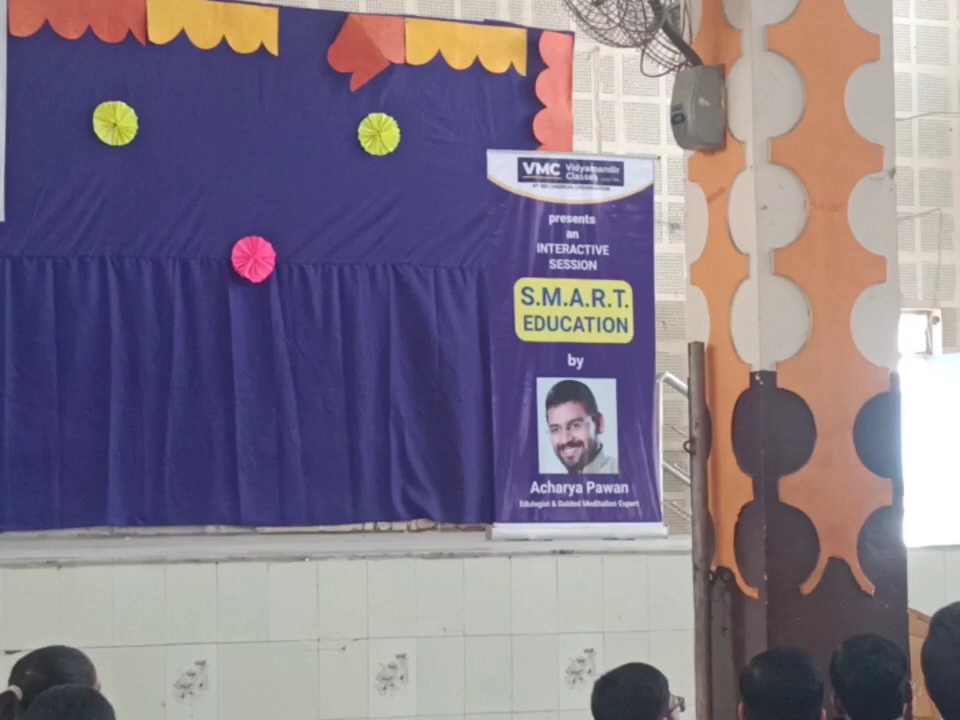 VMC Vidyamandir
Classes
presents
an
INTERACTIVE
SESSION
S.M.A.R.T.
EDUCATION
by
Acharya Pawan
Edulogist & Guided Meditation Expert